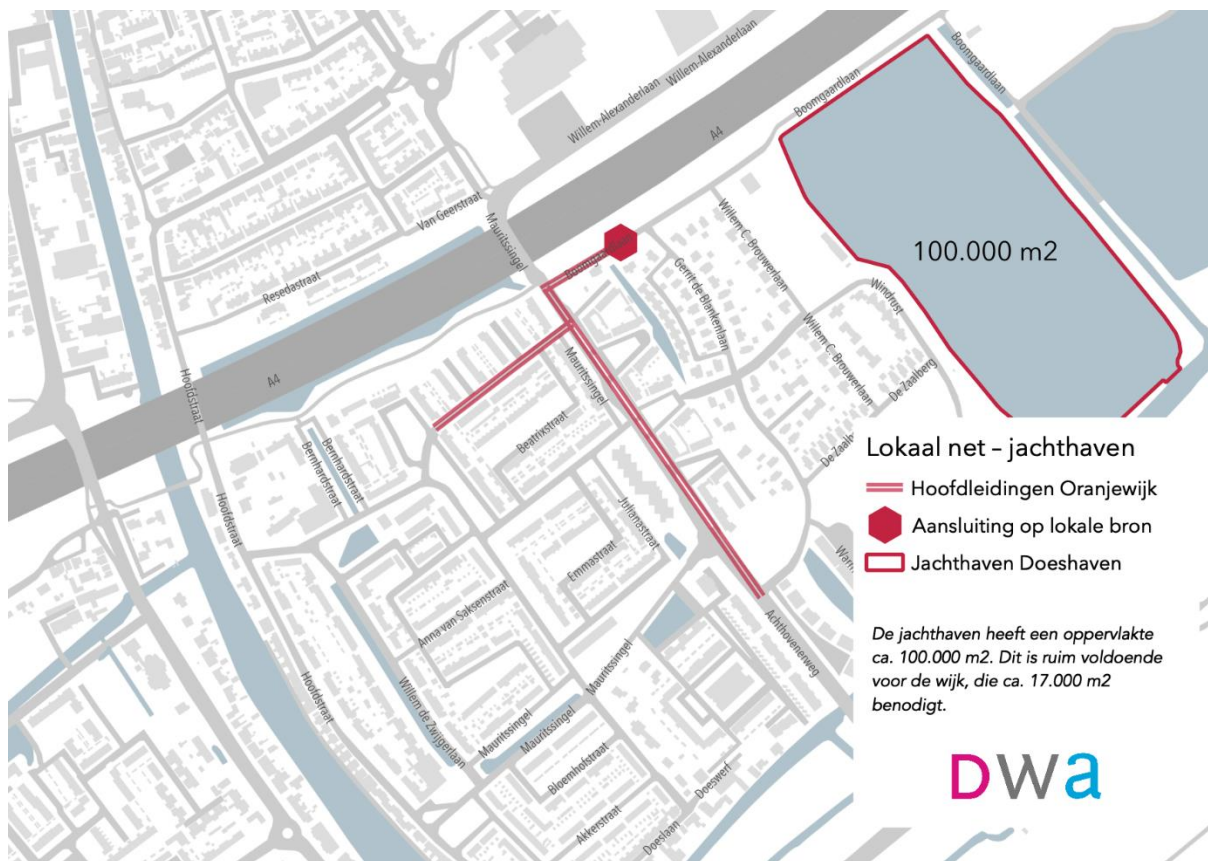 Boomgaardlaan
Willem-Alexanderlaan
Willem-Alexanderlaan
Boomgaardlaan
A4
Van Geerstraat
Mauritssingel
Resedastraat
Willem C. Brouwerlaan
Gerrit de Blankenlaan
100.000 m2
Windrust
Willem C. Brouwerlaan
De Zaalberg
De Zaalberg
A4
Hoofdstraat
Mauritssingel
Beatrixstraat
Bernhardstraat
Bernhardstraat
Hoofdstraat
Julianastraat
Emmastraat
Anna van Saksenstraat
Achthovenerweg
Mauritssingel
Hoofdstraat
Willem de Zwijgerlaan
Mauritssingel
Mauritssingel
Bloemhofstraat
Doeswerf
Akkerstraat
Doeslaan
Lokaal net - jachthaven
Hoofdleidingen Oranjewijk
Aansluiting op lokale bron
Jachthaven Doeshaven
De jachthaven heeft een oppervlakte
ca. 100.000 m2. Dit is ruim voldoende
voor de wijk, die ca. 17.000 m2
benodigt.
DWa